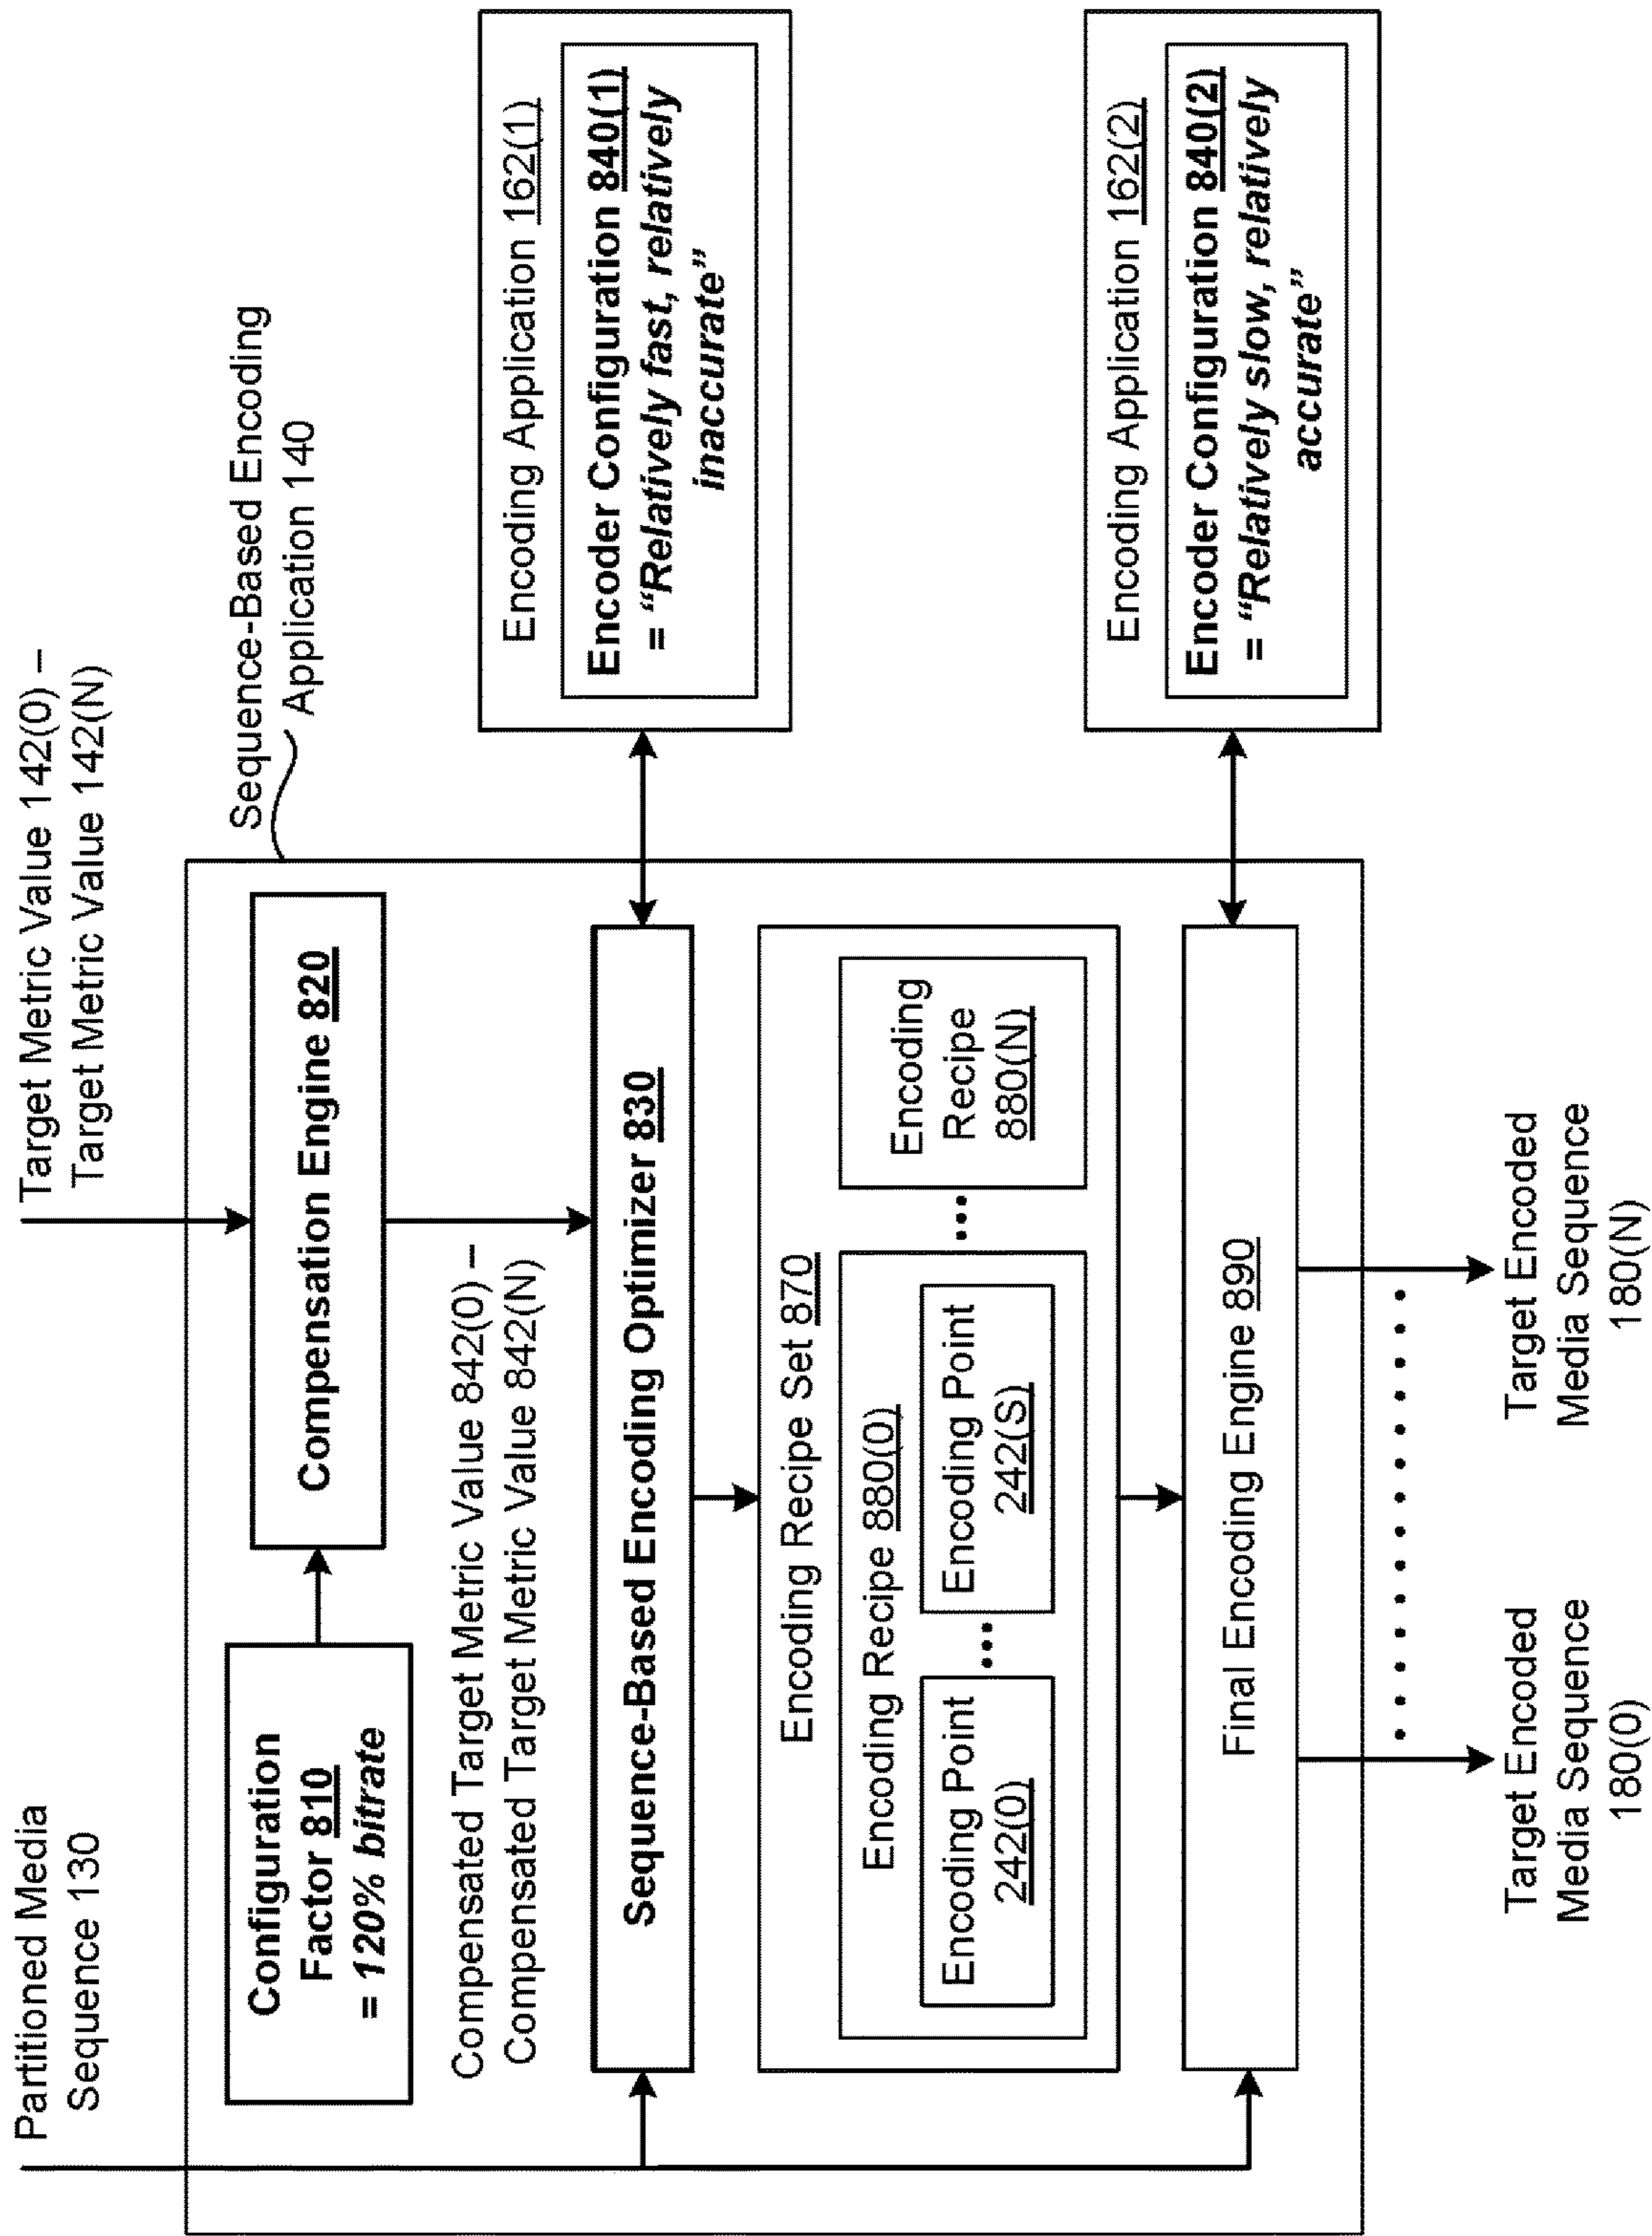 Partitioned Media
Sequence 130
Target Metric Value 142(0) –
Target Metric Value 142(N)
Sequence-Based Encoding
Application 140
Configuration
Factor 810
= 120% bitrate
Compensation Engine 820
Compensated Target Metric Value 842(0) –
Compensated Target Metric Value 842(N)
Sequence-Based Encoding Optimizer 830
Encoding Application 162(1)
Encoder Configuration 840(1)
= “Relatively fast, relatively
inaccurate”
Encoding Recipe Set 870
Encoding Recipe 880(0)
Encoding Point
242(0)
•••
Encoding Point
242(S)
•••
Encoding
Recipe
880(N)
Final Encoding Engine 890
Encoding Application 162(2)
Encoder Configuration 840(2)
= “Relatively slow, relatively
accurate”
Target Encoded
Media Sequence
180(0)
Target Encoded
Media Sequence
180(N)